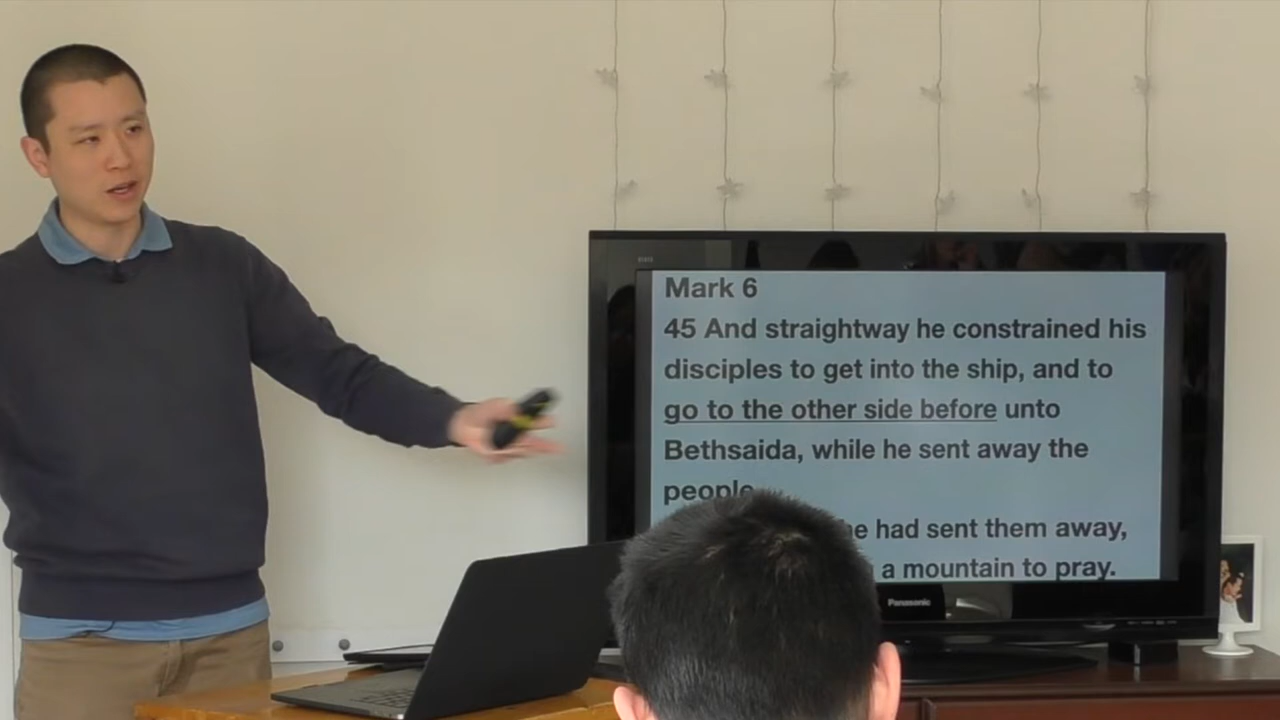 Mark 6
45 And straightway he constrained his
disciples to get into the ship, and to
go to the other side before unto
Bethsaida, while he sent away the
people
he had sent them away,
a mountain to pray.
Panasonic